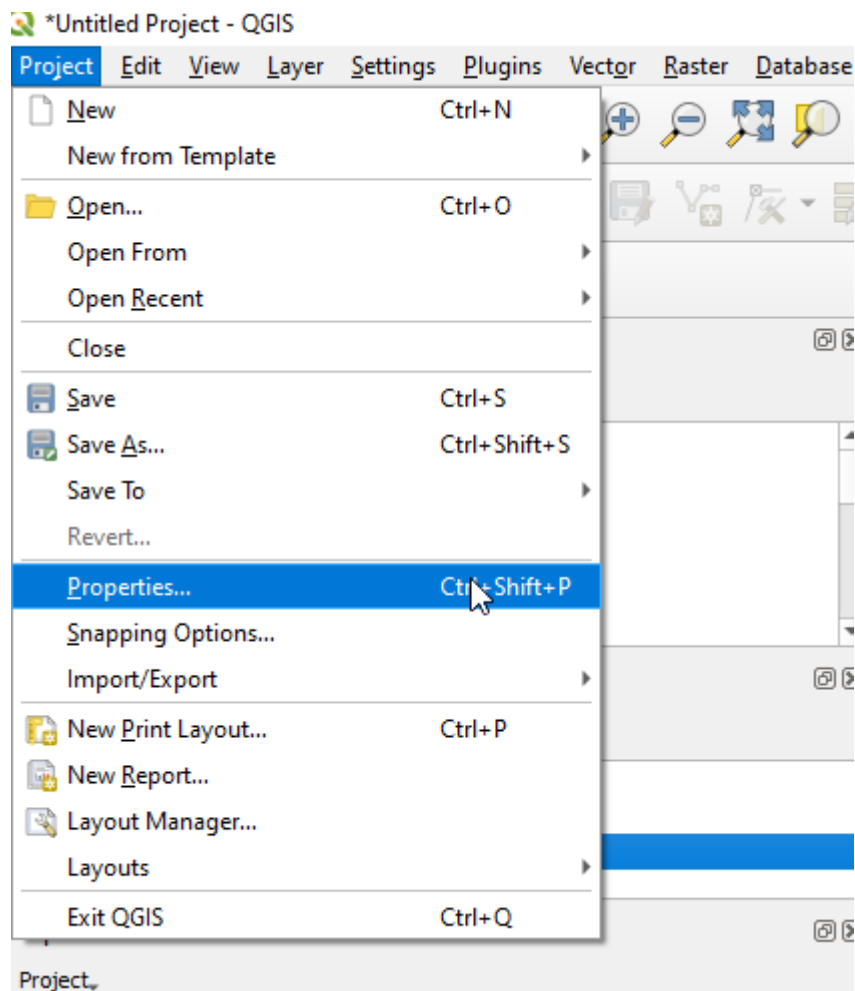 *Untitled Project - QGIS
Project Edit View Layer Settings Plugins Vector Raster Database
New Ctrl+N
New from Template
Open... Ctrl+O
Open From
Open Recent
Close
Save Ctrl+S
Save As... Ctrl+Shift+S
Save To
Revert...
Properties... Ctrl+Shift+P
Snapping Options...
Import/Export
New Print Layout... Ctrl+P
New Report...
Layout Manager...
Layouts
Exit QGIS Ctrl+Q
Project